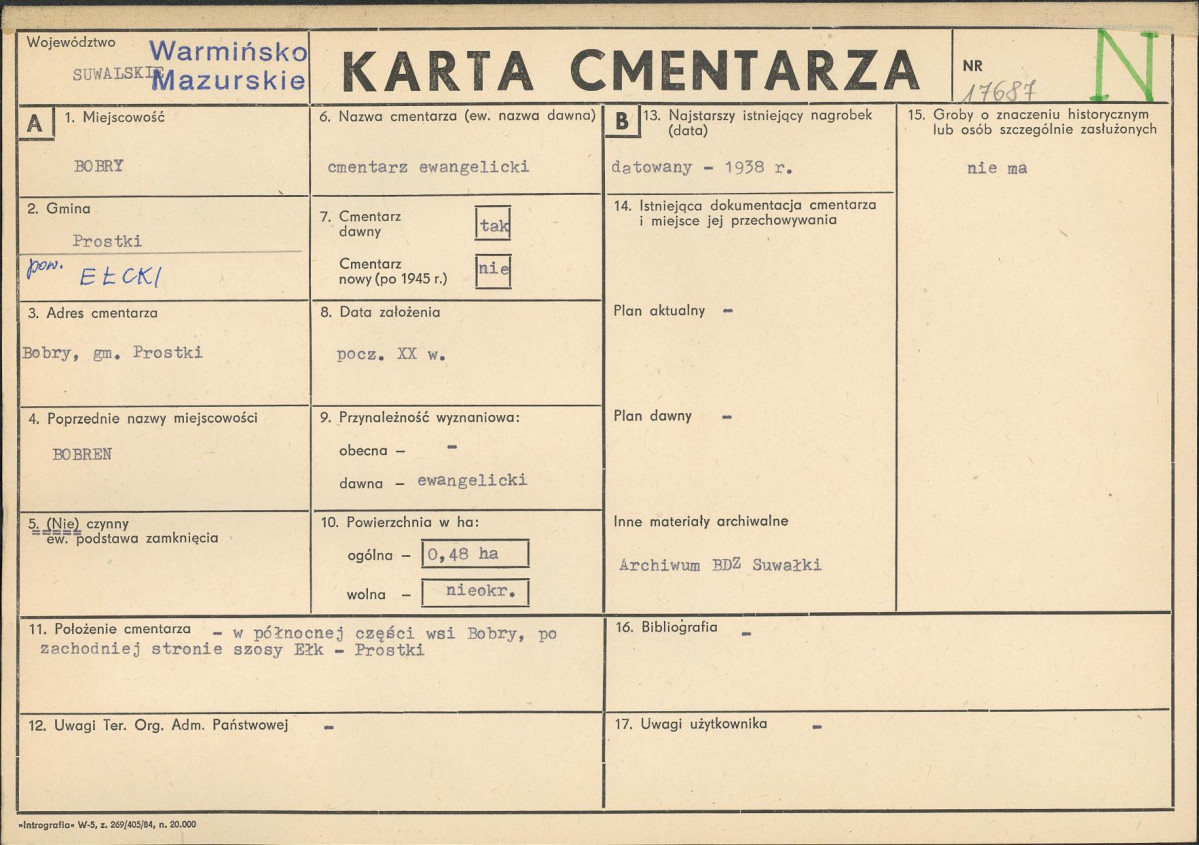 Województwo
SUWALSKIE
Warmińsko
Mazurskie
KARTA CMENTARZA
NR
17687
N
A
1. Miejscowość
BOBRY
2. Gmina
Prostki
pow. EŁCKI
3. Adres cmentarza
Bobry, gm. Prostki
4. Poprzednie nazwy miejscowości
BOBREN
5. (Nie) czynny
ew. podstawa zamknięcia
6. Nazwa cmentarza (ew. nazwa dawna)
cmentarz ewangelicki
7. Cmentarz
dawny
tak
Cmentarz
nowy (po 1945 r.)
nie
8. Data założenia
pocz. XX w.
9. Przynależność wyznaniowa:
obecna – -
dawna – ewangelicki
10. Powierzchnia w ha:
ogólna – 0,48 ha
wolna – nieokr.
B
13. Najstarszy istniejący nagrobek
(data)
datowany - 1938 r.
14. Istniejąca dokumentacja cmentarza
i miejsce jej przechowywania
Plan aktualny -
Plan dawny -
Inne materiały archiwalne
Archiwum BDZ Suwałki
15. Groby o znaczeniu historycznym
lub osób szczególnie zasłużonych
nie ma
11. Położenie cmentarza - w północnej części wsi Bobry, po
zachodniej stronie szosy Ełk - Prostki
12. Uwagi Ter. Org. Adm. Państwowej -
16. Bibliografia -
17. Uwagi użytkownika -
»Intrografia« W-5, z. 269/405/84, n. 20.000